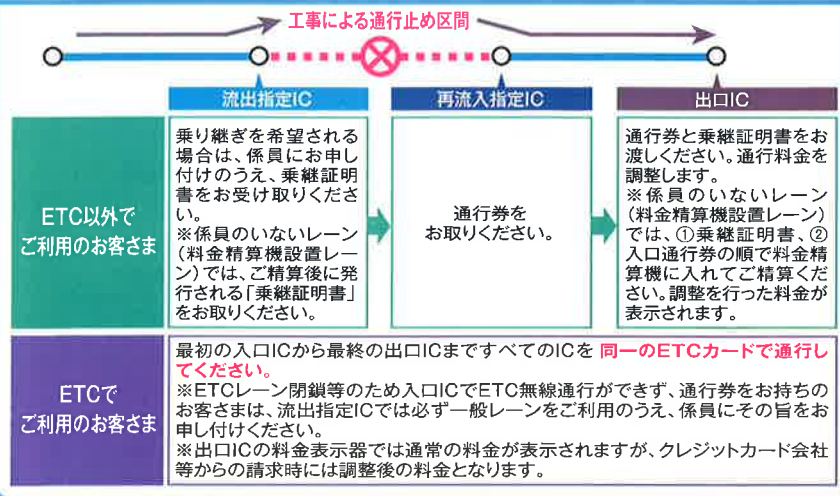 工事による通行止め区間
流出指定IC
再流入指定IC
出口IC
ETC以外で
ご利用のお客さま
乗り継ぎを希望される
場合は、係員にお申し
付けのうえ、乗継証明
書をお受け取りくださ
い。
※係員のいないレーン
(料金精算機設置レー
ン)では、ご精算後に発
行される「乗継証明書」
をお取りください。
通行券を
お取りください。
通行券と乗継証明書をお
渡しください。通行料金を
調整します。
※係員のいないレーン
(料金精算機設置レーン)
では、①乗継証明書、②
入口通行券の順で料金精
算機に入れてご精算くだ
さい。調整を行った料金が
表示されます。
ETCで
ご利用のお客さま
最初の入口ICから最終の出口ICまですべてのICを 同一のETCカードで通行し
てください。
※ETCレーン閉鎖等のため入口ICでETC無線通行ができず、通行券をお持ちの
お客さまは、流出指定ICでは必ず一般レーンをご利用のうえ、係員にその旨をお
申し付けください。
※出口ICの料金表示器では通常の料金が表示されますが、クレジットカード会社
等からの請求時には調整後の料金となります。